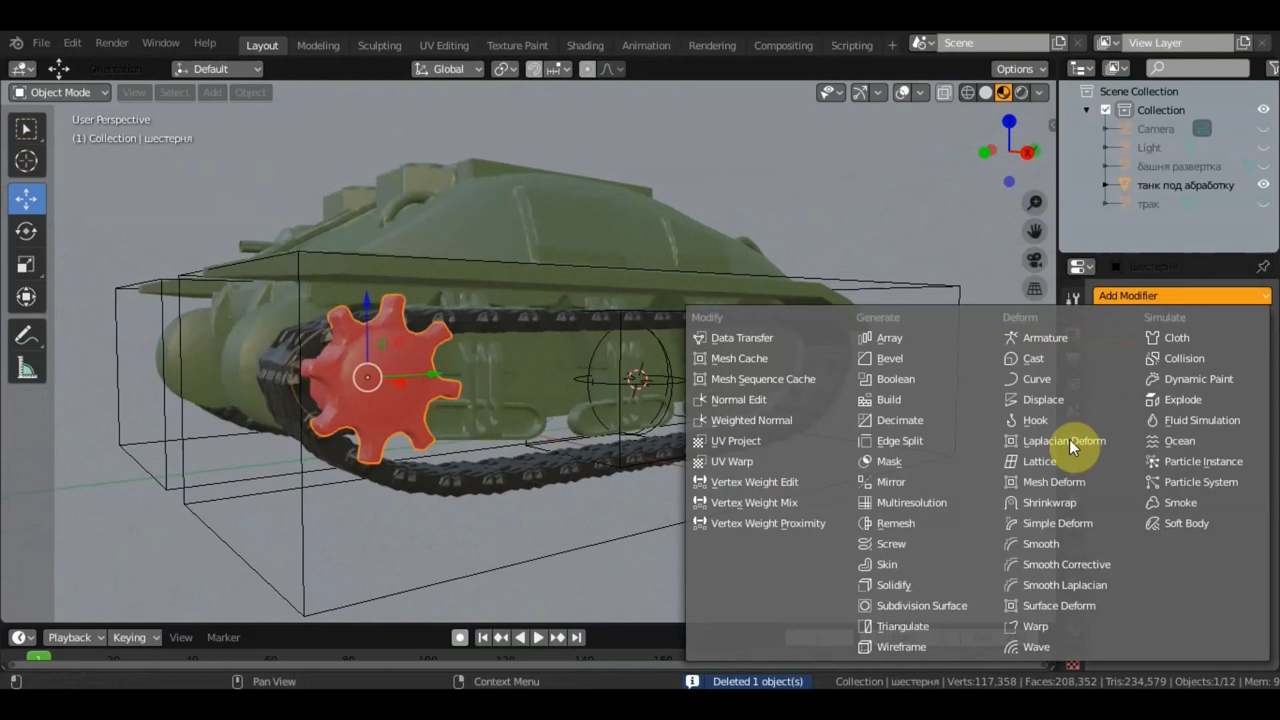 File Edit Render Window Help Layout Modeling Sculpting UV Editing Texture Paint Shading Animation Rendering Compositing Scripting + Scene View Layer
Orientation Default Global Options
Object Mode View Select Add Object
User Perspective
(1) Collection | шестерня
Scene Collection
Collection
Camera
Light
башня развертка
танк под абработку
трак
шестерня
Add Modifier
Modify Generate Deform Simulate
Data Transfer Array Armature Cloth
Mesh Cache Bevel Cast Collision
Mesh Sequence Cache Boolean Curve Dynamic Paint
Normal Edit Build Displace Explode
Weighted Normal Decimate Hook Fluid Simulation
UV Project Edge Split Laplacian Deform Ocean
UV Warp Mask Lattice Particle Instance
Vertex Weight Edit Mirror Mesh Deform Particle System
Vertex Weight Mix Multiresolution Shrinkwrap Smoke
Vertex Weight Proximity Remesh Simple Deform Soft Body
Screw Smooth
Skin Smooth Corrective
Solidify Smooth Laplacian
Subdivision Surface Surface Deform
Triangulate Warp
Wireframe Wave
Playback Keying View Marker
1
Pan View Context Menu Deleted 1 object(s) Collection | шестерня | Verts:117,358 | Faces:208,352 | Tris:234,579 | Objects:1/12 | Mem: 9